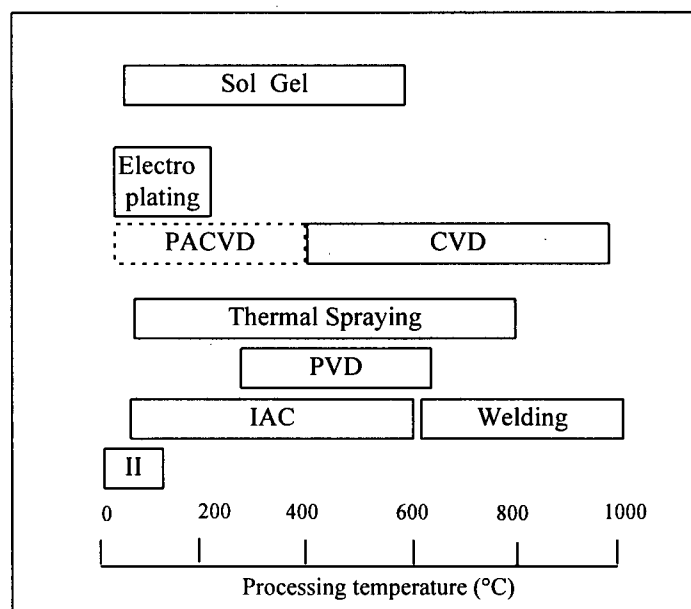 Sol Gel
Electro
plating
PACVD
CVD
Thermal Spraying
PVD
IAC
Welding
II
0 200 400 600 800 1000
Processing temperature (°C)